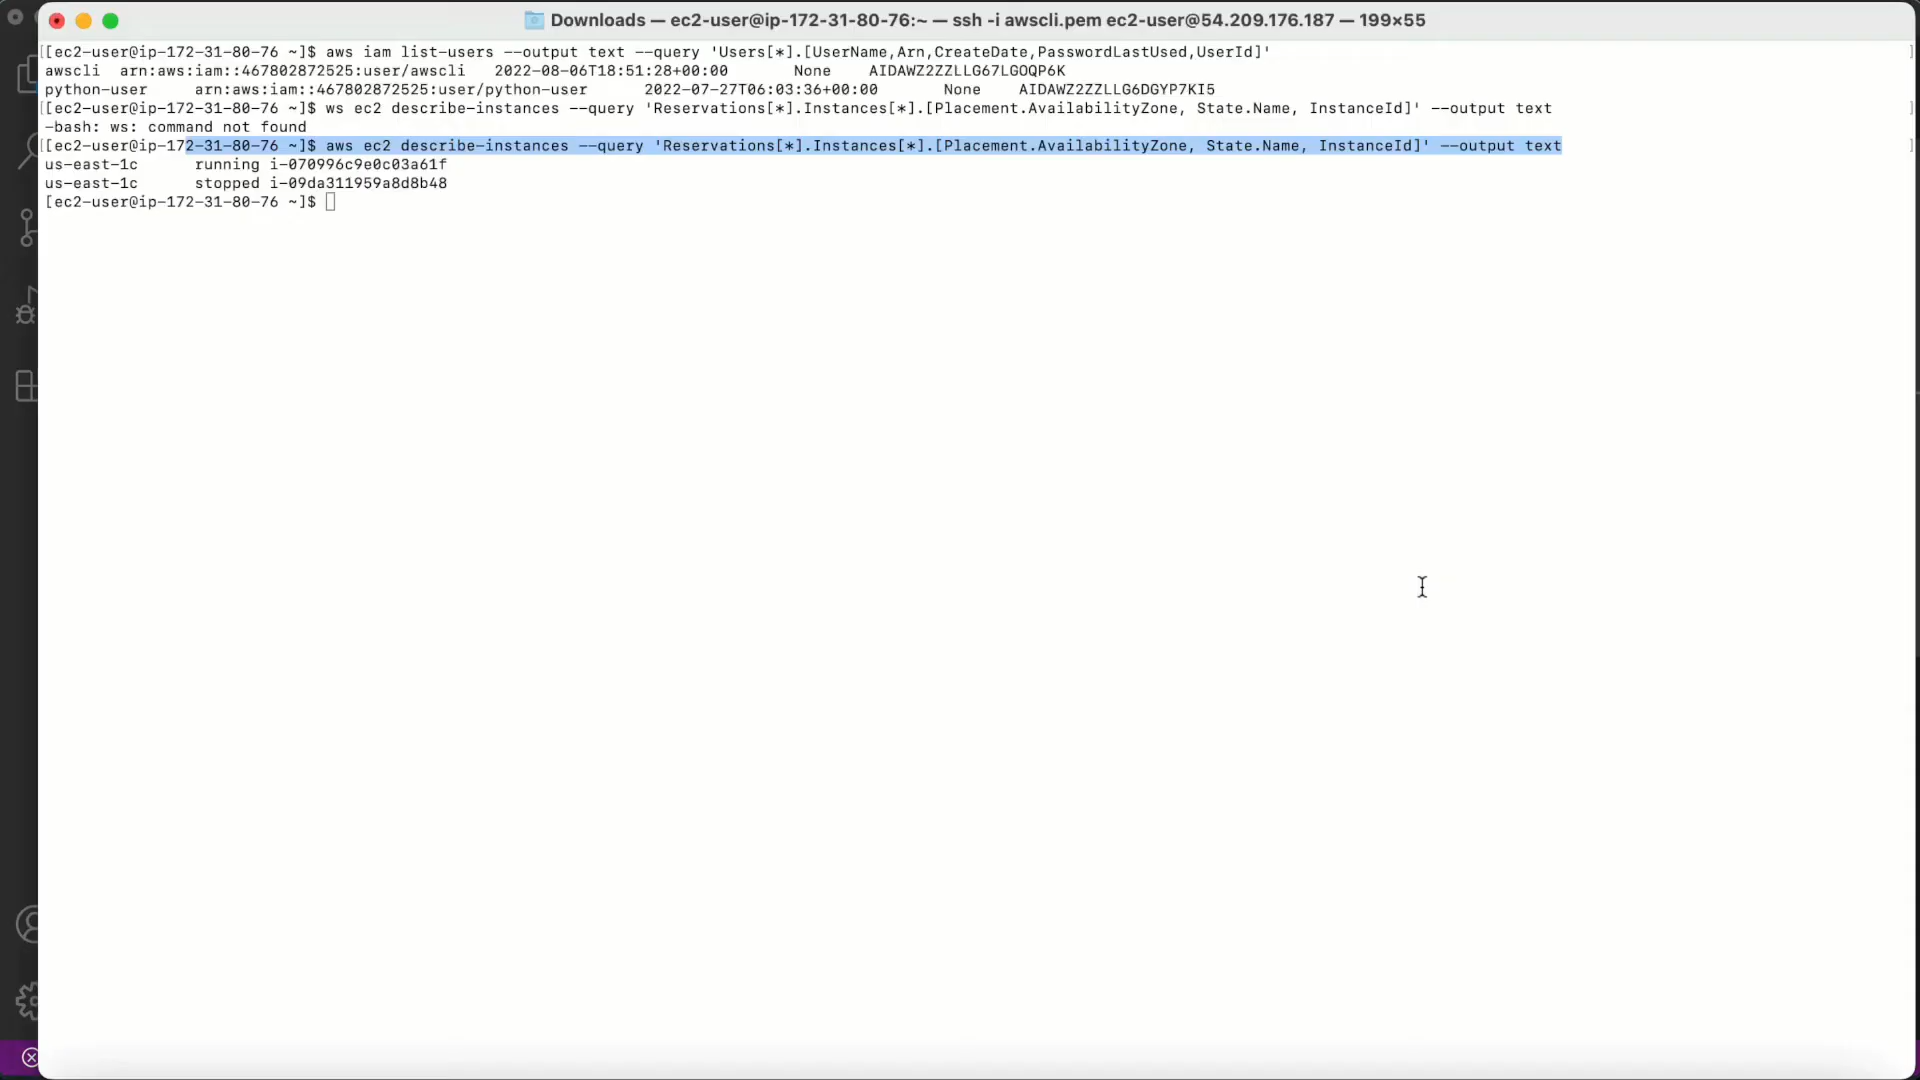 Downloads — ec2-user@ip-172-31-80-76:~ — ssh -i awscli.pem ec2-user@54.209.176.187 — 199×55
[[ec2-user@ip-172-31-80-76 ~]$ aws iam list-users --output text --query 'Users[*].[UserName,Arn,CreateDate,PasswordLastUsed,UserId]' ]
awscli  arn:aws:iam::467802872525:user/awscli   2022-08-06T18:51:28+00:00       None    AIDAWZ2ZZLLG67LGOQP6K
python-user     arn:aws:iam::467802872525:user/python-user      2022-07-27T06:03:36+00:00       None    AIDAWZ2ZZLLG6DGYP7KI5
[[ec2-user@ip-172-31-80-76 ~]$ ws ec2 describe-instances --query 'Reservations[*].Instances[*].[Placement.AvailabilityZone, State.Name, InstanceId]' --output text ]
-bash: ws: command not found
[[ec2-user@ip-172-31-80-76 ~]$ aws ec2 describe-instances --query 'Reservations[*].Instances[*].[Placement.AvailabilityZone, State.Name, InstanceId]' --output text ]
us-east-1c      running i-070996c9e0c03a61f
us-east-1c      stopped i-09da311959a8d8b48
[ec2-user@ip-172-31-80-76 ~]$